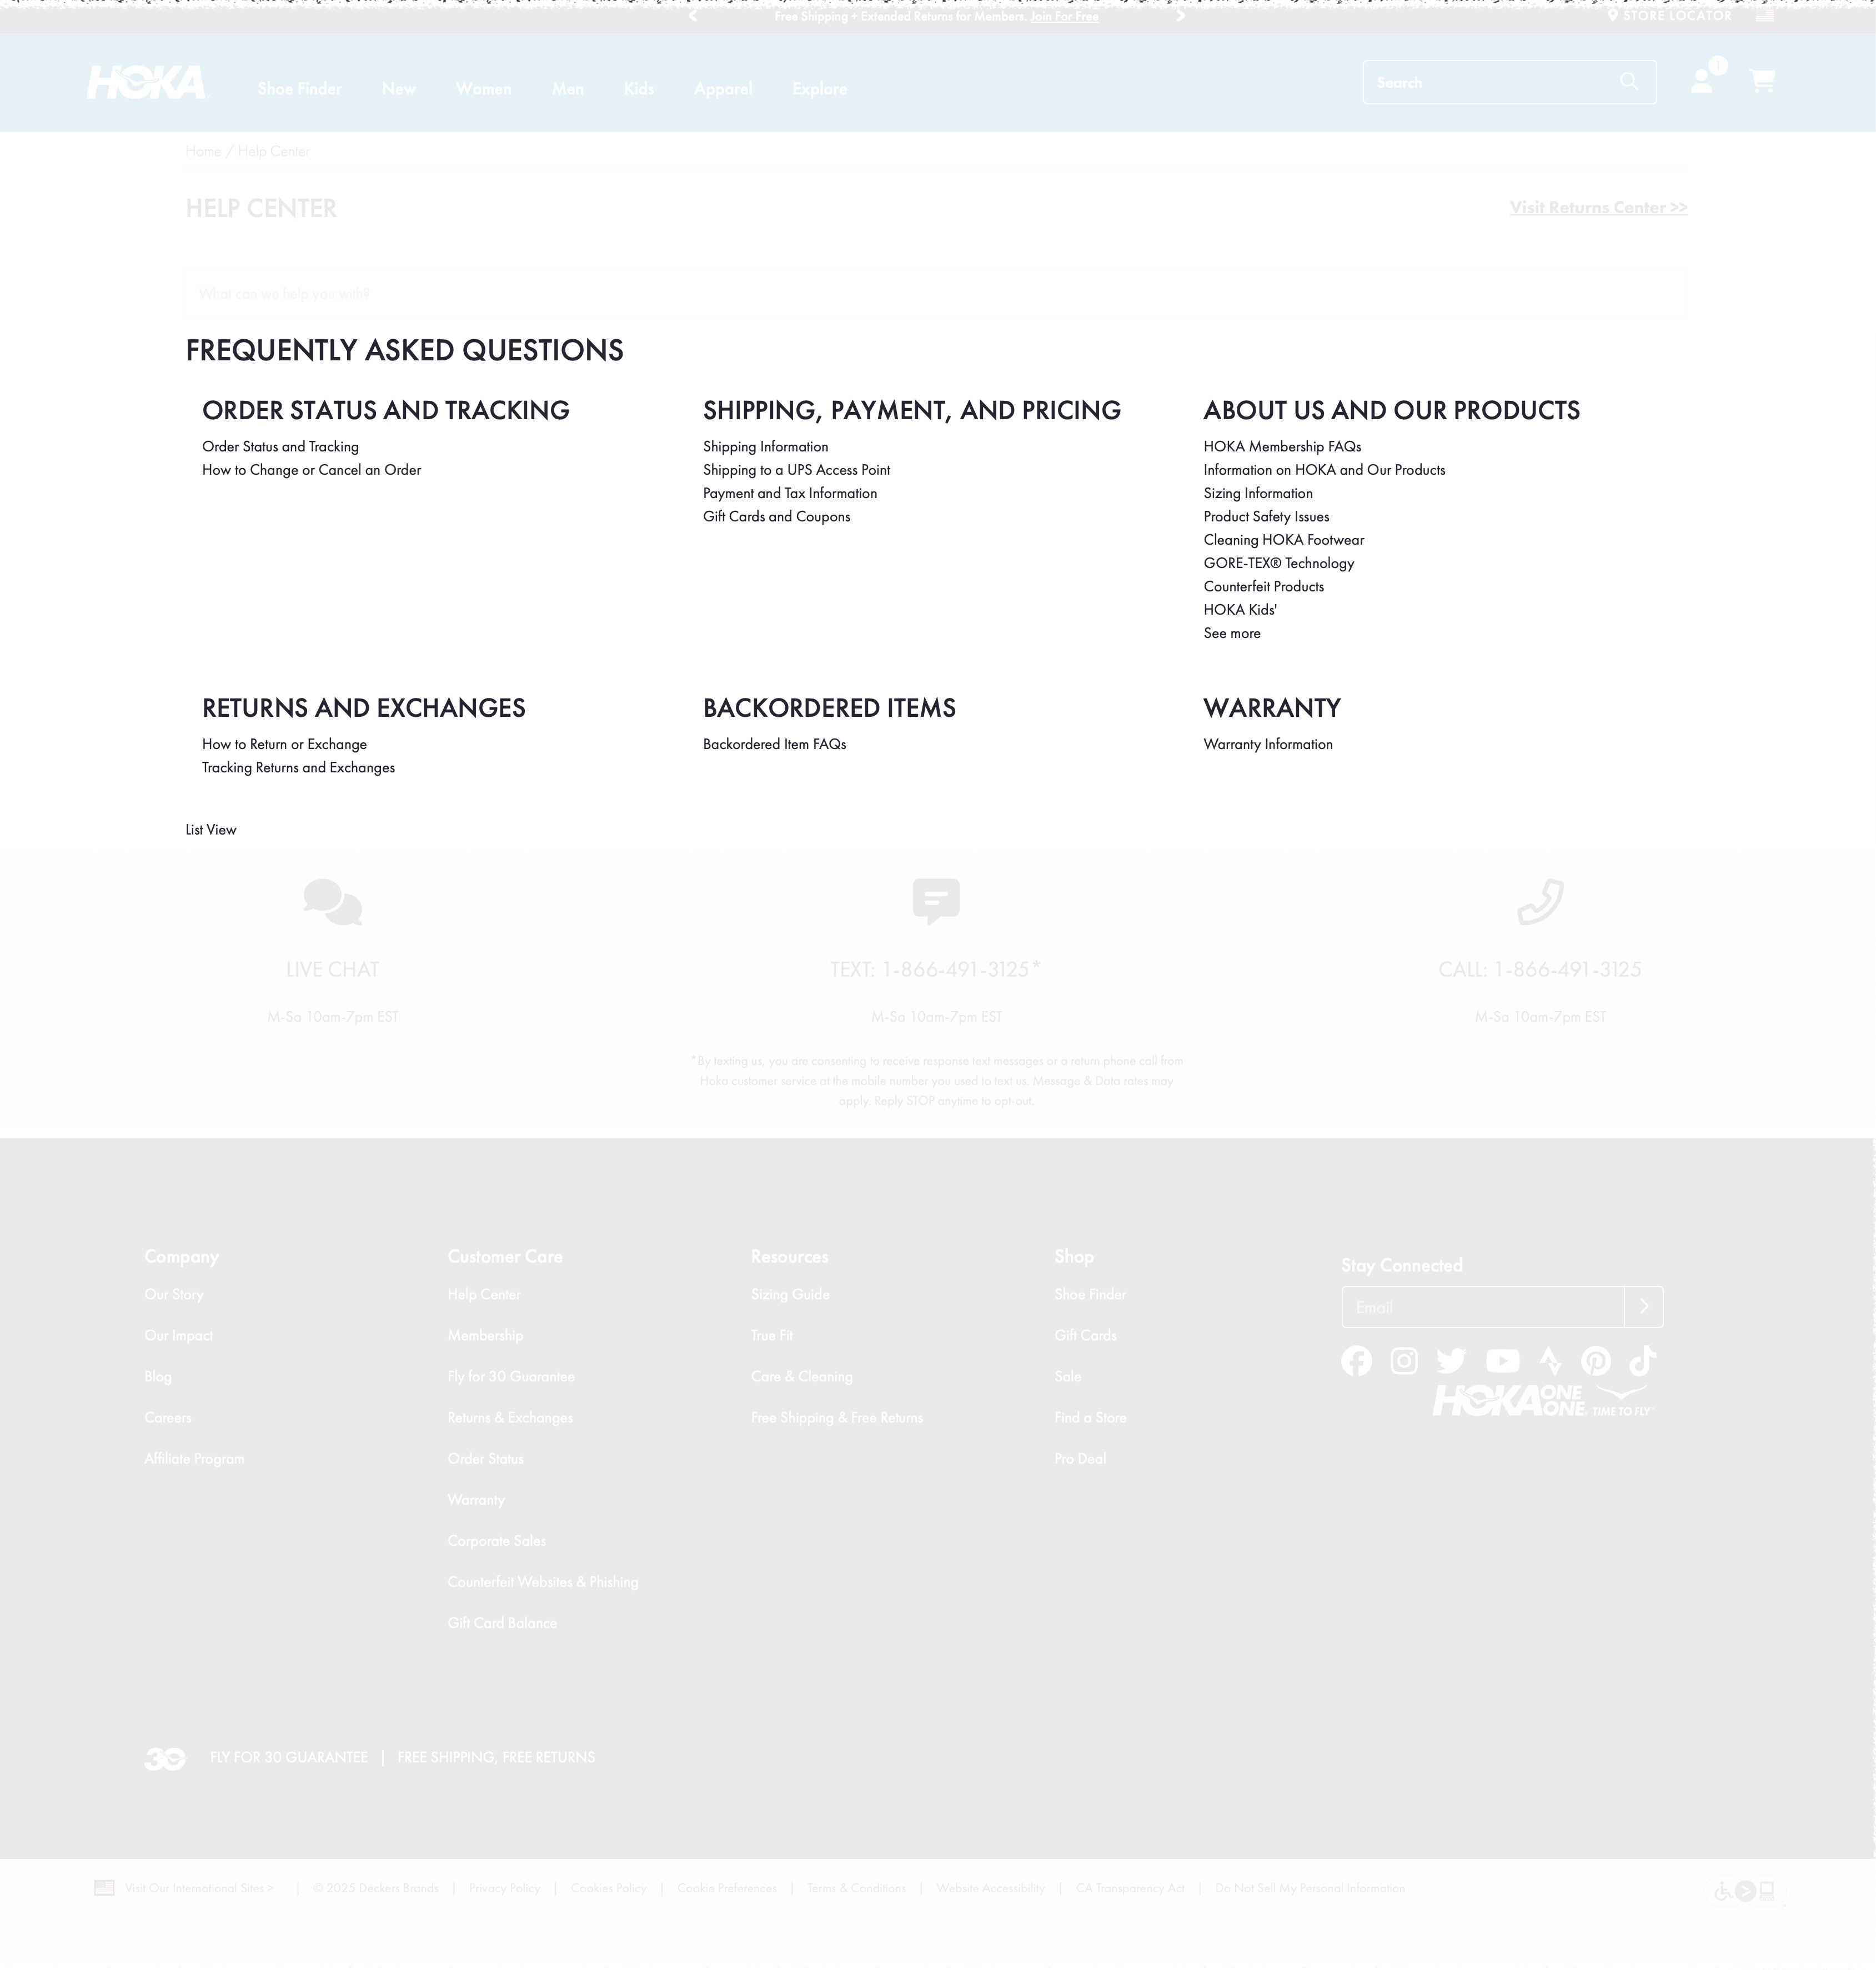 Free Shipping + Extended Returns for Members. Join For Free
STORE LOCATOR
HOKA
Shoe Finder New Women Men Kids Apparel Explore
Search
1
Home / Help Center
HELP CENTER
Visit Returns Center >>
What can we help you with?
FREQUENTLY ASKED QUESTIONS
ORDER STATUS AND TRACKING
Order Status and Tracking
How to Change or Cancel an Order
SHIPPING, PAYMENT, AND PRICING
Shipping Information
Shipping to a UPS Access Point
Payment and Tax Information
Gift Cards and Coupons
ABOUT US AND OUR PRODUCTS
HOKA Membership FAQs
Information on HOKA and Our Products
Sizing Information
Product Safety Issues
Cleaning HOKA Footwear
GORE-TEX® Technology
Counterfeit Products
HOKA Kids'
See more
RETURNS AND EXCHANGES
How to Return or Exchange
Tracking Returns and Exchanges
BACKORDERED ITEMS
Backordered Item FAQs
WARRANTY
Warranty Information
List View
LIVE CHAT
M-Sa 10am-7pm EST
TEXT: 1-866-491-3125*
M-Sa 10am-7pm EST
*By texting us, you are consenting to receive response text messages or a return phone call from
Hoka customer service at the mobile number you used to text us. Message & Data rates may
apply. Reply STOP anytime to opt-out.
CALL: 1-866-491-3125
M-Sa 10am-7pm EST
Company
Our Story
Our Impact
Blog
Careers
Affiliate Program
Customer Care
Help Center
Membership
Fly for 30 Guarantee
Returns & Exchanges
Order Status
Warranty
Corporate Sales
Counterfeit Websites & Phishing
Gift Card Balance
Resources
Sizing Guide
True Fit
Care & Cleaning
Free Shipping & Free Returns
Shop
Shoe Finder
Gift Cards
Sale
Find a Store
Pro Deal
Stay Connected
Email
HOKA ONE ONE TIME TO FLY™
30 FLY FOR 30 GUARANTEE | FREE SHIPPING, FREE RETURNS
Visit Our International Sites > | © 2025 Deckers Brands | Privacy Policy | Cookies Policy | Cookie Preferences | Terms & Conditions | Website Accessibility | CA Transparency Act | Do Not Sell My Personal Information